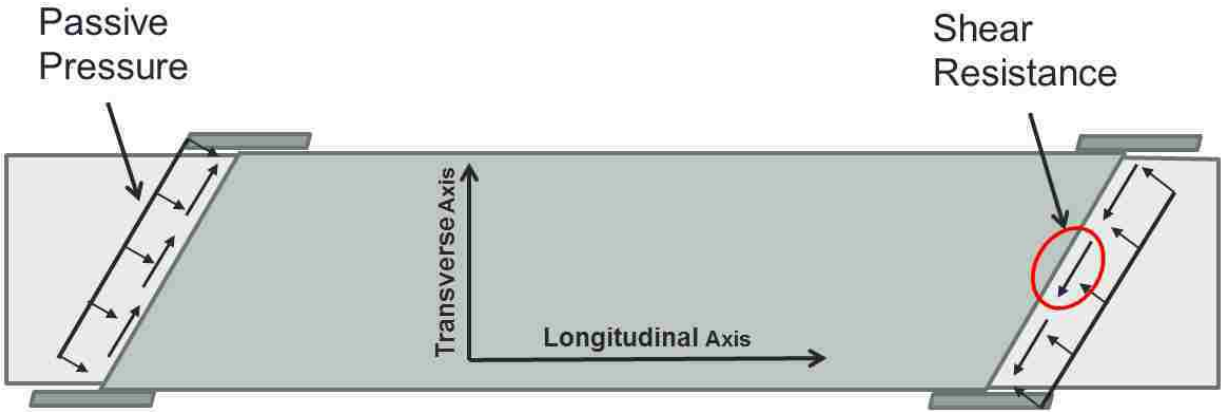 Passive
Pressure
Shear
Resistance
Transverse Axis
Longitudinal Axis